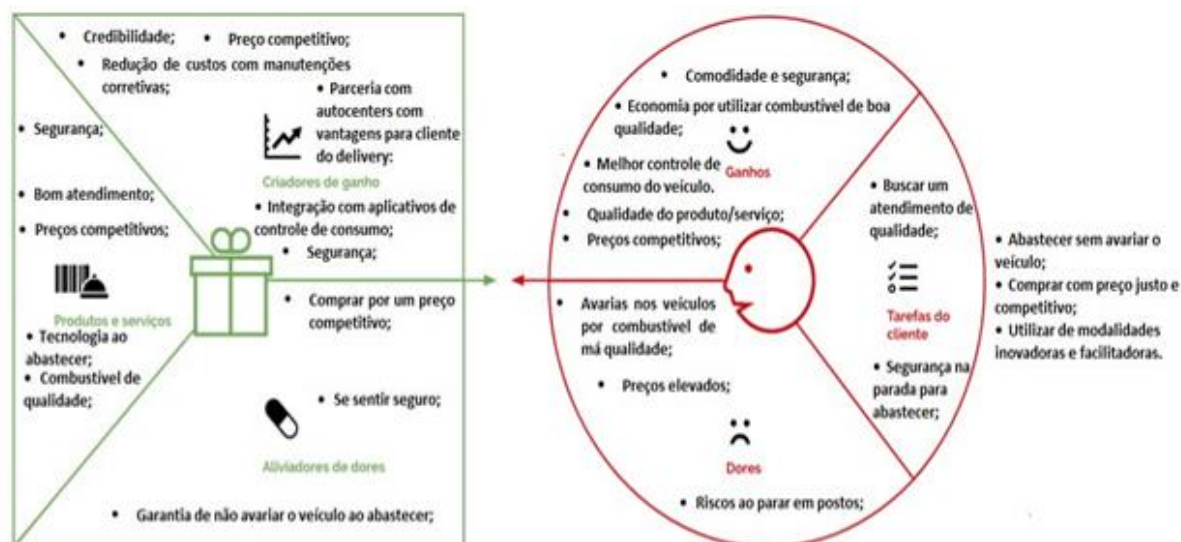 • Credibilidade;
• Preço competitivo;
• Redução de custos com manutenções
corretivas;
• Parceria com
autocenters com
vantagens para cliente
do delivery:
Criadores de ganho
• Integração com aplicativos de
controle de consumo;
• Segurança;
• Segurança;
• Bom atendimento;
• Preços competitivos;
Produtos e serviços
• Tecnologia ao
abastecer;
• Combustível de
qualidade;
• Comprar por um preço
competitivo;
• Se sentir seguro;
Aliviadores de dores
• Garantia de não avariar o veículo ao abastecer;
• Comodidade e segurança;
• Economia por utilizar combustível de boa
qualidade;
Ganhos
• Melhor controle de
consumo do veículo.
• Qualidade do produto/serviço;
• Preços competitivos;
• Avarias nos veículos
por combustível de
má qualidade;
• Preços elevados;
Dores
• Riscos ao parar em postos;
• Buscar um
atendimento de
qualidade;
Tarefas do
cliente
• Segurança na
parada para
abastecer;
• Abastecer sem avariar o
veículo;
• Comprar com preço justo e
competitivo;
• Utilizar de modalidades
inovadoras e facilitadoras.